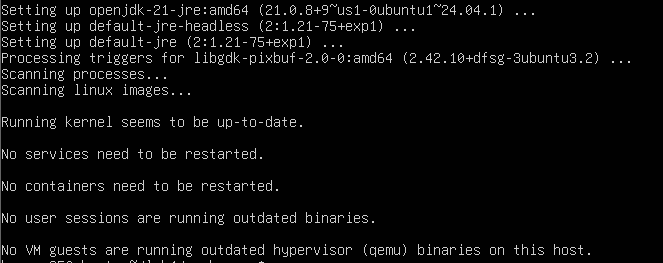 Setting up openjdk-21-jre:amd64 (21.0.8+9~us1-0ubuntu1~24.04.1) ...
Setting up default-jre-headless (2:1.21-75+exp1) ...
Setting up default-jre (2:1.21-75+exp1) ...
Processing triggers for libgdk-pixbuf-2.0-0:amd64 (2.42.10+dfsg-3ubuntu3.2) ...
Scanning processes...
Scanning linux images...
Running kernel seems to be up-to-date.
No services need to be restarted.
No containers need to be restarted.
No user sessions are running outdated binaries.
No VM guests are running outdated hypervisor (qemu) binaries on this host.